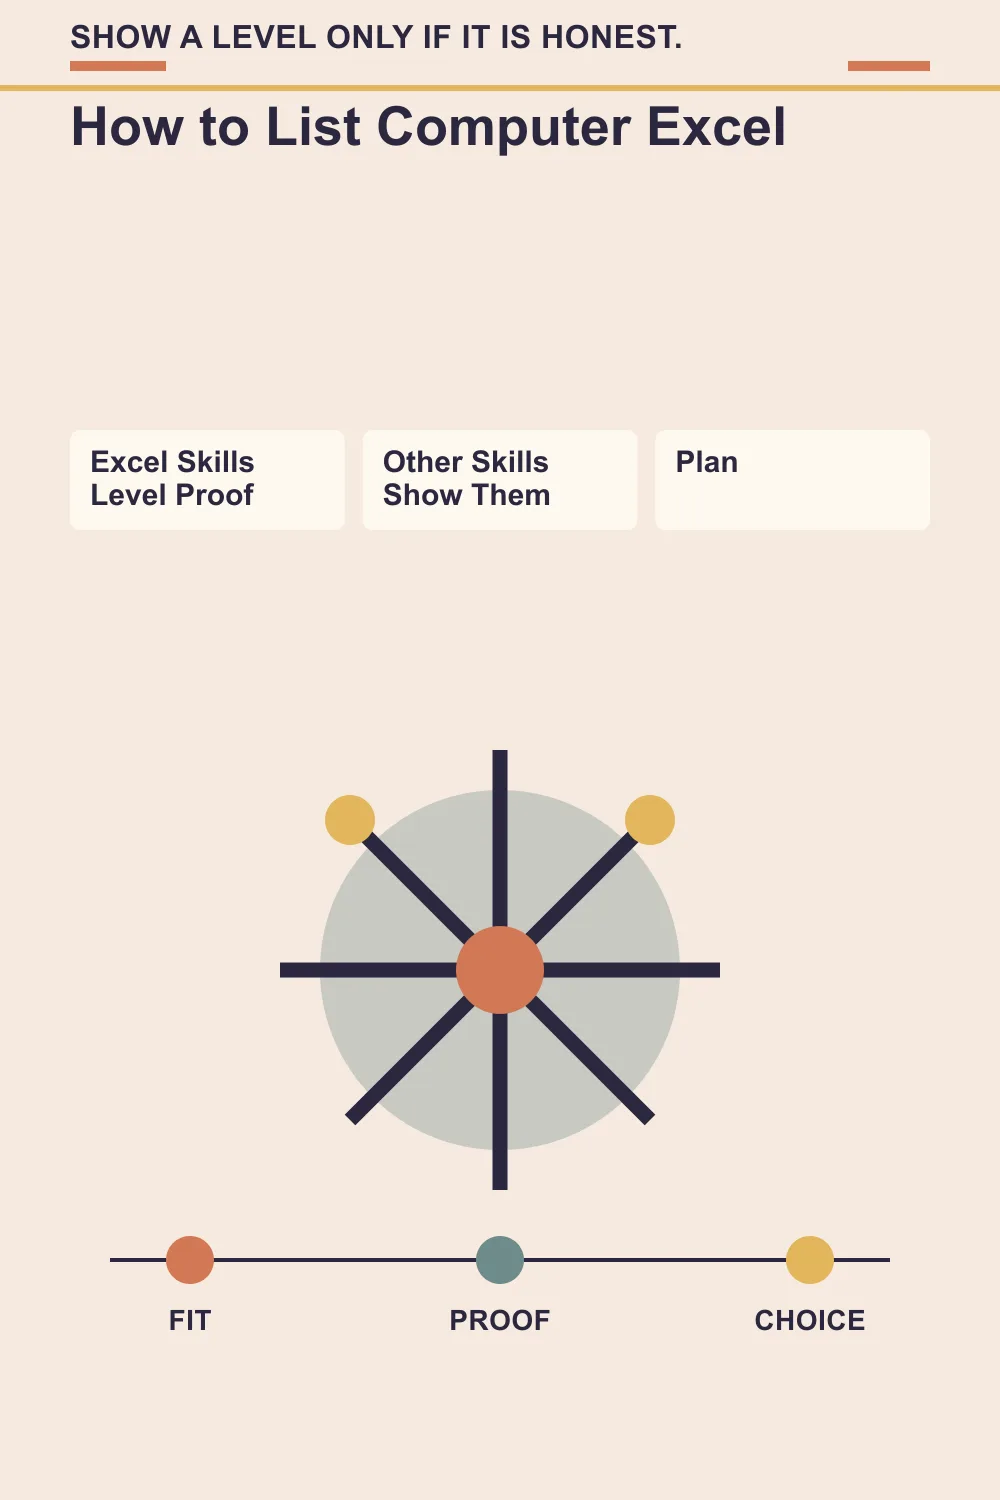 SHOW A LEVEL ONLY IF IT IS HONEST.
How to List Computer Excel
Excel Skills
Level Proof
Other Skills
Show Them
Plan
FIT
PROOF
CHOICE